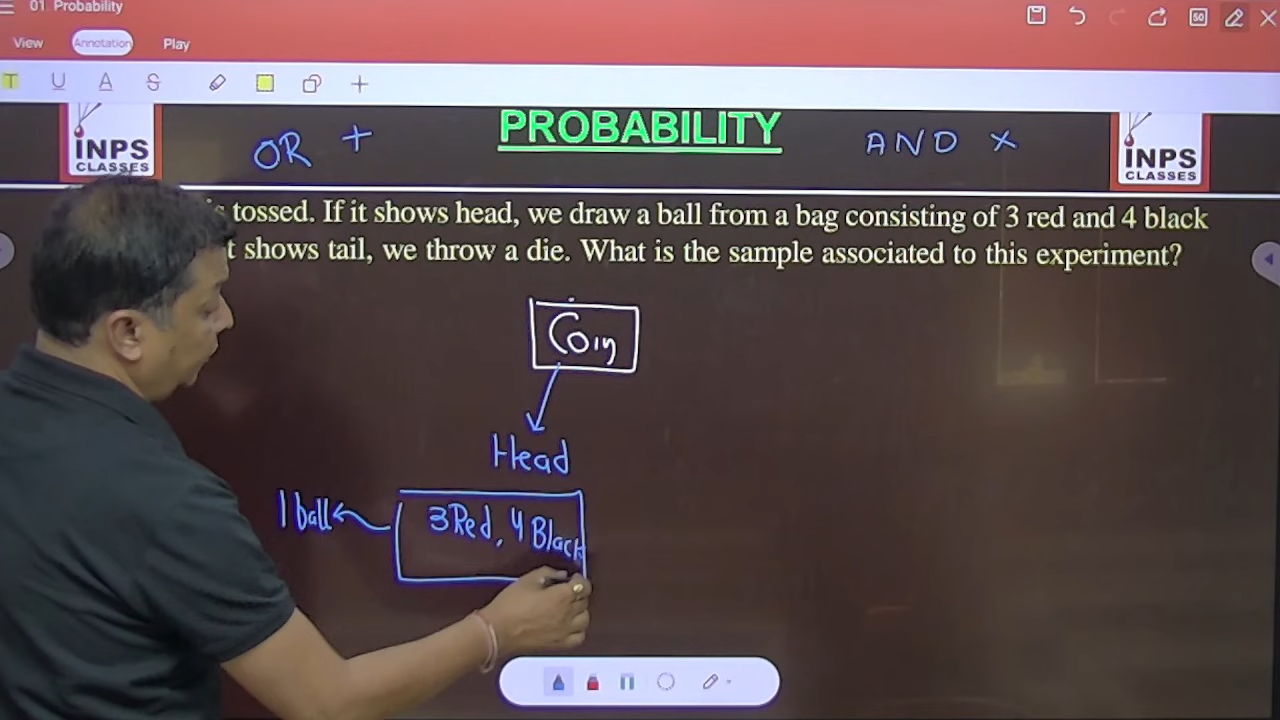 01 Probability
50
View Annotation Play
T U A S
INPS
CLASSES
OR +
PROBABILITY
AND ×
INPS
CLASSES
tossed. If it shows head, we draw a ball from a bag consisting of 3 red and 4 black
t shows tail, we throw a die. What is the sample associated to this experiment?
Coin
Head
1 ball
3 Red, 4 Black